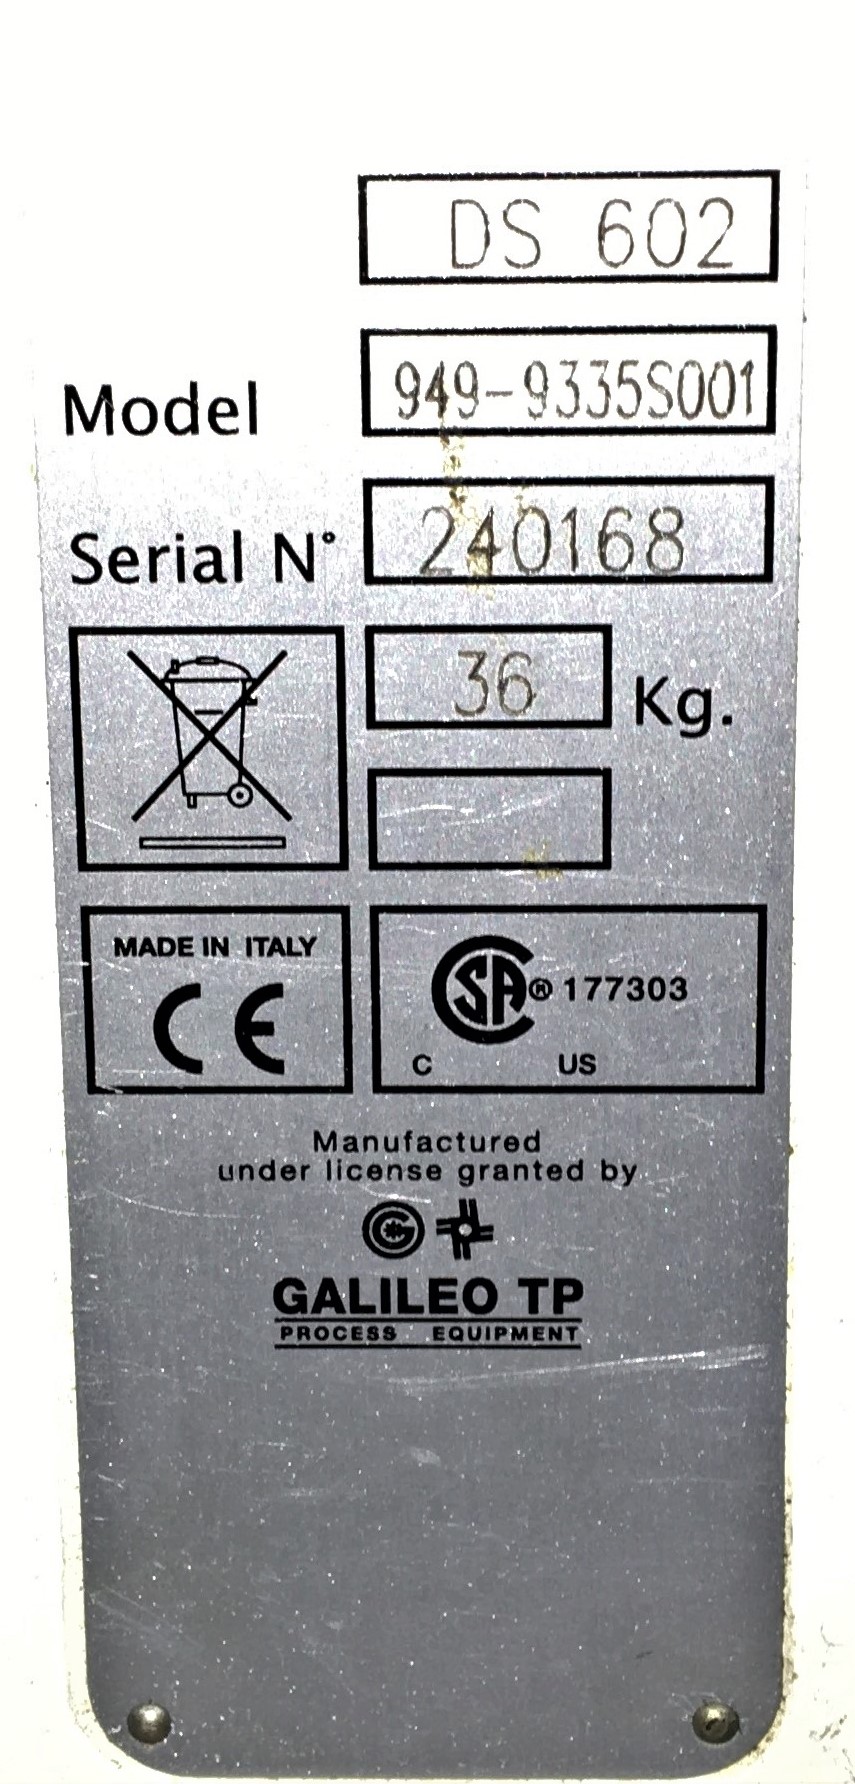 DS 602
Model 949-9335S001
Serial N° 240168
36 Kg.
MADE IN ITALY
CE
SA® 177303
C US
Manufactured
under license granted by
GALILEO TP
PROCESS EQUIPMENT